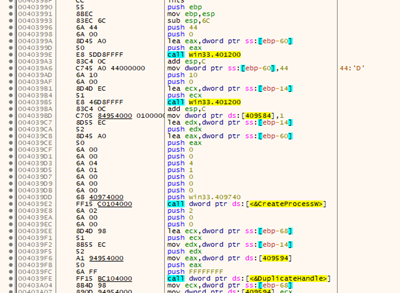 0040398F CC int3
00403990 55 push ebp
00403991 8BEC mov ebp,esp
00403993 83EC 6C sub esp,6C
00403996 6A 44 push 44
00403998 6A 00 push 0
0040399A 8D45 A0 lea eax,dword ptr ss:[ebp-60]
0040399D 50 push eax
0040399E E8 5DD8FFFF call win33.401200
004039A3 83C4 0C add esp,C
004039A6 C745 A0 44000000 mov dword ptr ss:[ebp-60],44 44:'D'
004039AD 6A 10 push 10
004039AF 6A 00 push 0
004039B1 8D4D EC lea ecx,dword ptr ss:[ebp-14]
004039B4 51 push ecx
004039B5 E8 46D8FFFF call win33.401200
004039BA 83C4 0C add esp,C
004039BD C705 94954000 010000 mov dword ptr ds:[409594],1
004039C7 8D55 EC lea edx,dword ptr ss:[ebp-14]
004039CA 52 push edx
004039CB 8D45 A0 lea eax,dword ptr ss:[ebp-60]
004039CE 50 push eax
004039CF 6A 00 push 0
004039D1 6A 00 push 0
004039D3 6A 04 push 4
004039D5 6A 01 push 1
004039D7 6A 00 push 0
004039D9 6A 00 push 0
004039DB 6A 00 push 0
004039DD 68 40974000 push win33.409740
004039E2 FF15 C0104000 call dword ptr ds:[<&CreateProcessW>]
004039E8 6A 02 push 2
004039EA 6A 00 push 0
004039EC 6A 00 push 0
004039EE 8D4D 98 lea ecx,dword ptr ss:[ebp-68]
004039F1 51 push ecx
004039F2 8B55 EC mov edx,dword ptr ss:[ebp-14]
004039F5 52 push edx
004039F6 A1 94954000 mov eax,dword ptr ds:[409594]
004039FB 50 push eax
004039FC 6A FF push FFFFFFFF
004039FE FF15 BC104000 call dword ptr ds:[<&DuplicateHandle>]
00403A04 8B4D 98 mov ecx,dword ptr ss:[ebp-68]